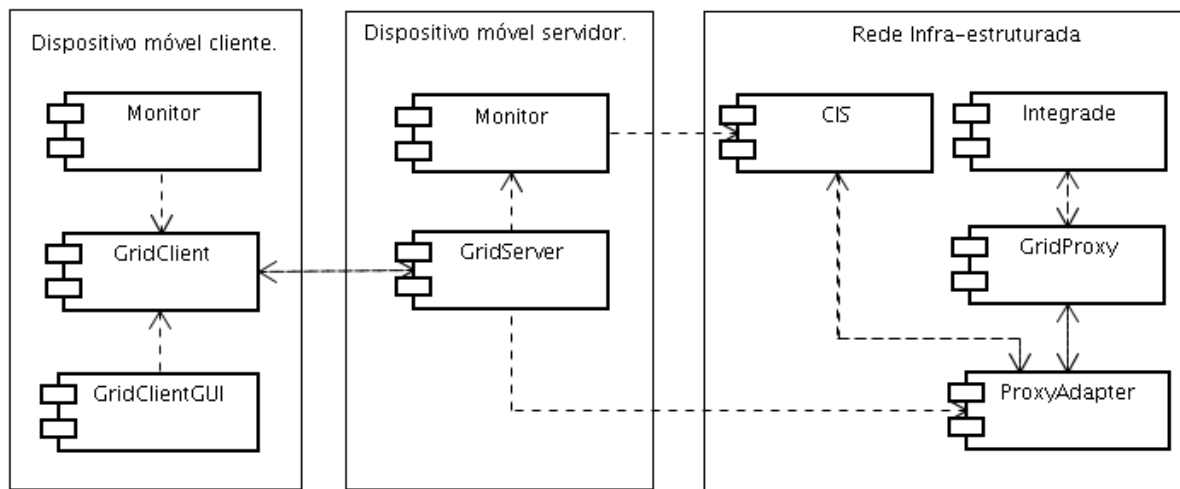 Dispositivo móvel cliente.
Monitor
GridClient
GridClientGUI
Dispositivo móvel servidor.
Monitor
GridServer
Rede Infra-estruturada
CIS
Integrade
GridProxy
ProxyAdapter